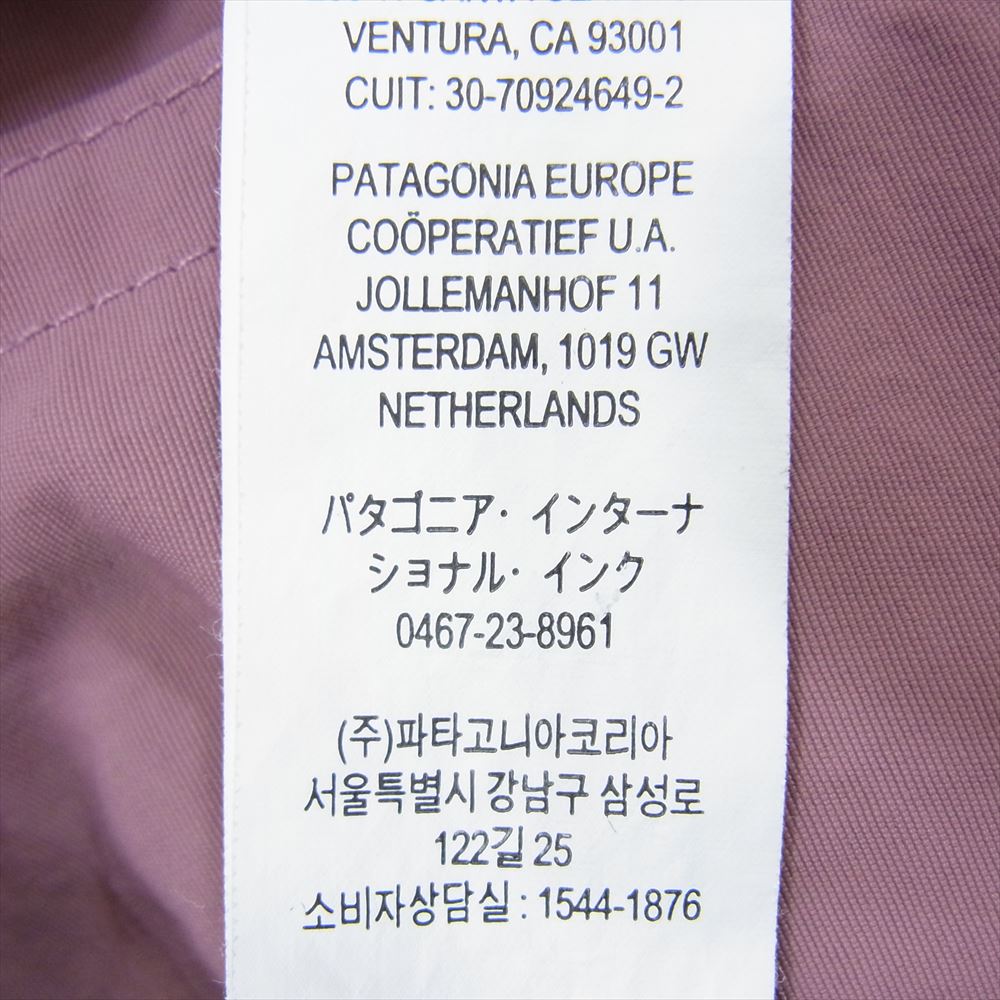 VENTURA, CA 93001
CUIT: 30-70924649-2
PATAGONIA EUROPE
COÖPERATIEF U.A.
JOLLEMANHOF 11
AMSTERDAM, 1019 GW
NETHERLANDS
パタゴニア・インターナ
ショナル・インク
0467-23-8961
(주)파타고니아코리아
서울특별시 강남구 삼성로
122길 25
소비자상담실 : 1544-1876